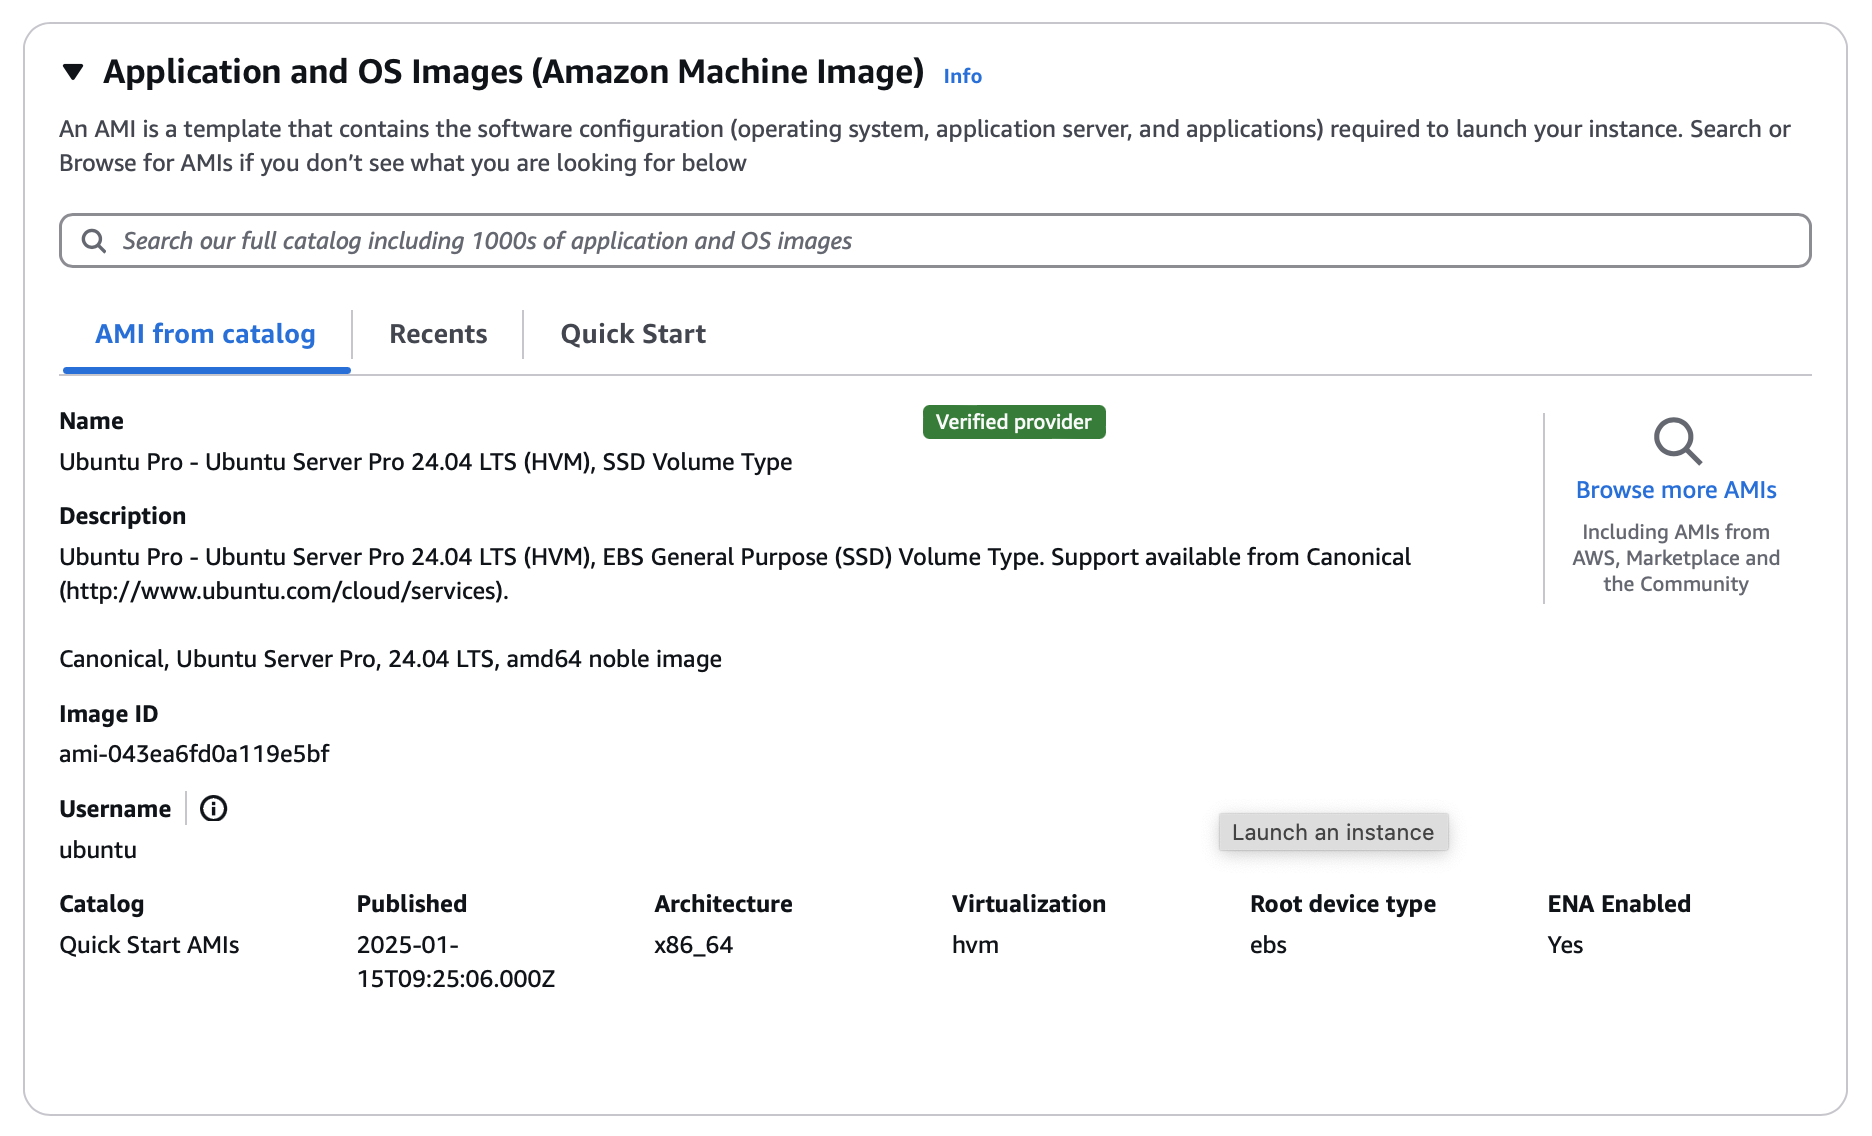 Application and OS Images (Amazon Machine Image) Info
An AMI is a template that contains the software configuration (operating system, application server, and applications) required to launch your instance. Search or
Browse for AMIs if you don’t see what you are looking for below
Search our full catalog including 1000s of application and OS images
AMI from catalog
Recents
Quick Start
Name
Verified provider
Ubuntu Pro - Ubuntu Server Pro 24.04 LTS (HVM), SSD Volume Type
Description
Ubuntu Pro - Ubuntu Server Pro 24.04 LTS (HVM), EBS General Purpose (SSD) Volume Type. Support available from Canonical
(http://www.ubuntu.com/cloud/services).
Canonical, Ubuntu Server Pro, 24.04 LTS, amd64 noble image
Browse more AMIs
Including AMIs from
AWS, Marketplace and
the Community
Image ID
ami-043ea6fd0a119e5bf
Username
ubuntu
Launch an instance
Catalog
Quick Start AMIs
Published
2025-01-
15T09:25:06.000Z
Architecture
x86_64
Virtualization
hvm
Root device type
ebs
ENA Enabled
Yes